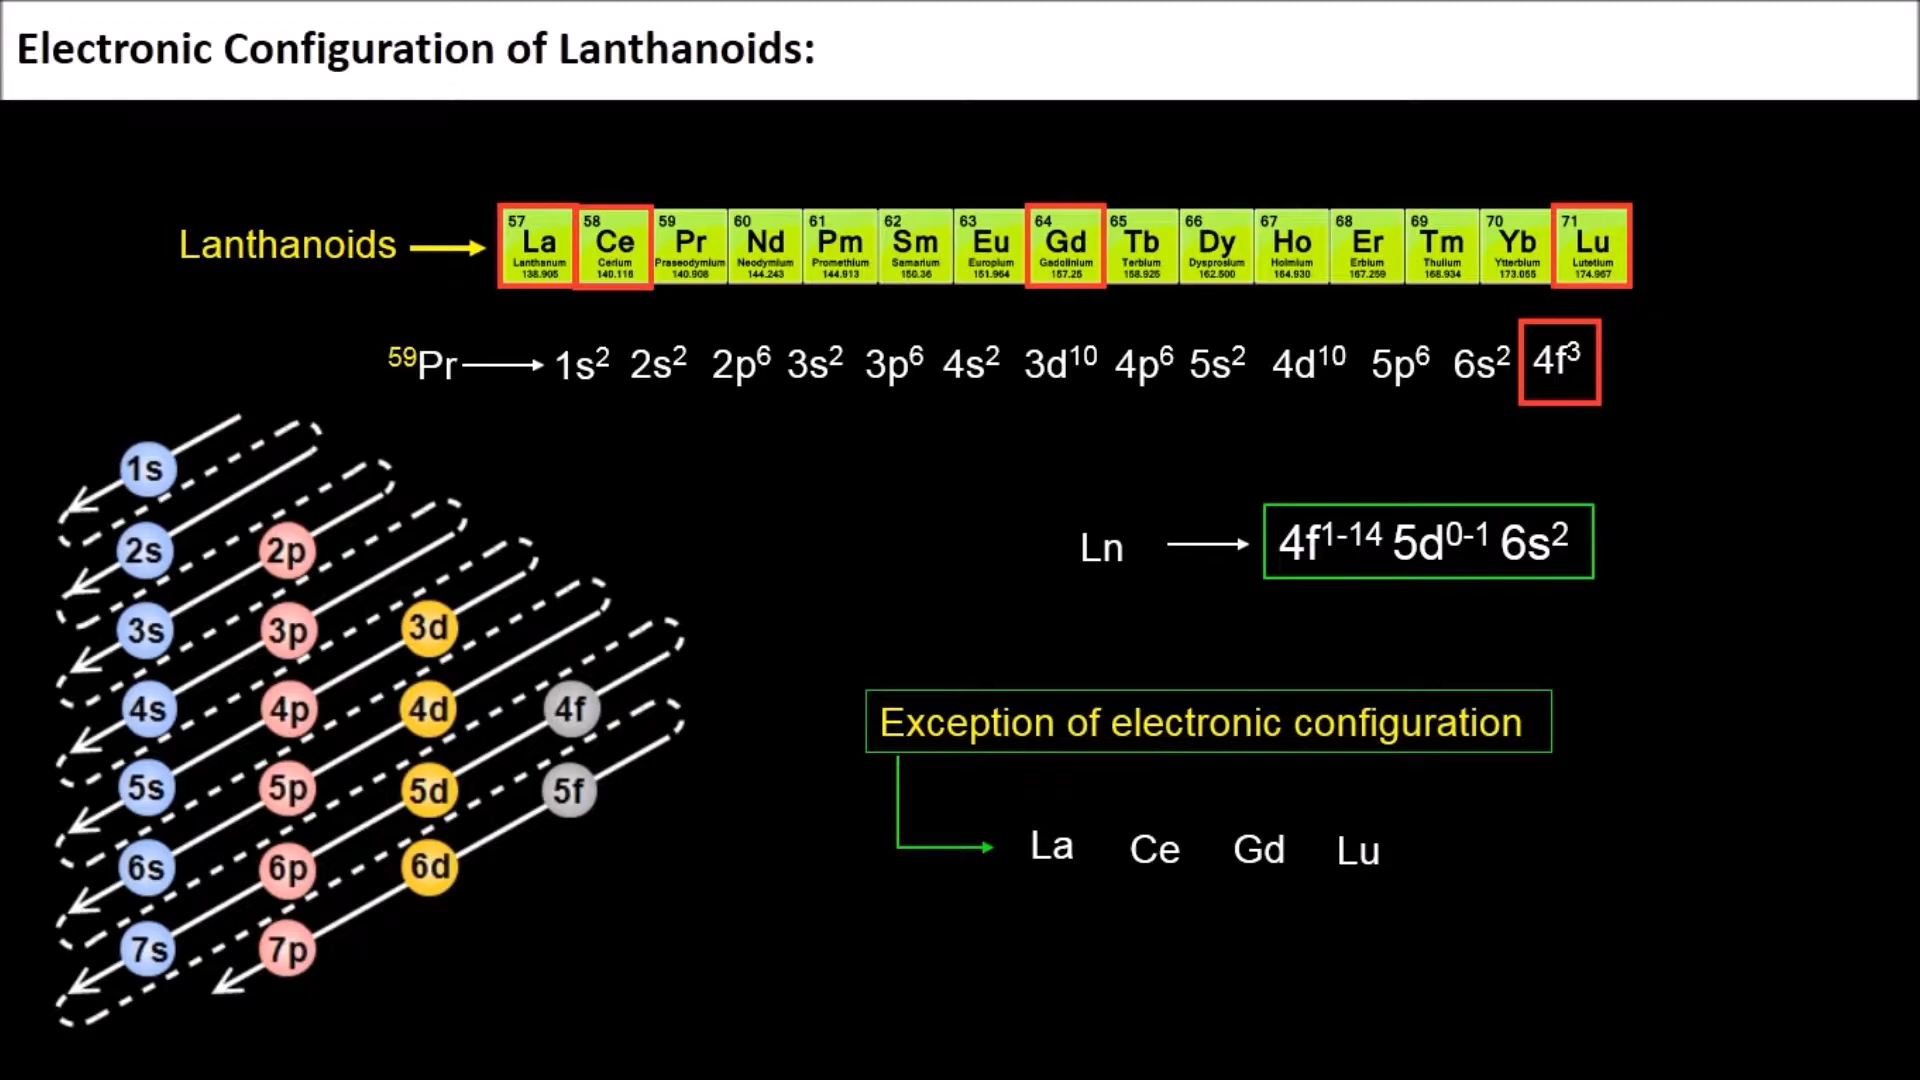 Electronic Configuration of Lanthanoids:
Lanthanoids
57 58 59 60 61 62 63 64 65 66 67 68 69 70 71
La Ce Pr Nd Pm Sm Eu Gd Tb Dy Ho Er Tm Yb Lu
Lanthanum Cerium Praseodymium Neodymium Promethium Samarium Europium Gadolinium Terbium Dysprosium Holmium Erbium Thulium Ytterbium Lutetium
138.905 140.116 140.908 144.243 144.913 150.36 151.964 157.25 158.925 162.500 164.930 167.259 168.934 173.055 174.967
⁵⁹Pr 1s² 2s² 2p⁶ 3s² 3p⁶ 4s² 3d¹⁰ 4p⁶ 5s² 4d¹⁰ 5p⁶ 6s² 4f³
1s
2s 2p
3s 3p 3d
4s 4p 4d 4f
5s 5p 5d 5f
6s 6p 6d
7s 7p
Ln 4f¹⁻¹⁴ 5d⁰⁻¹ 6s²
Exception of electronic configuration
La Ce Gd Lu